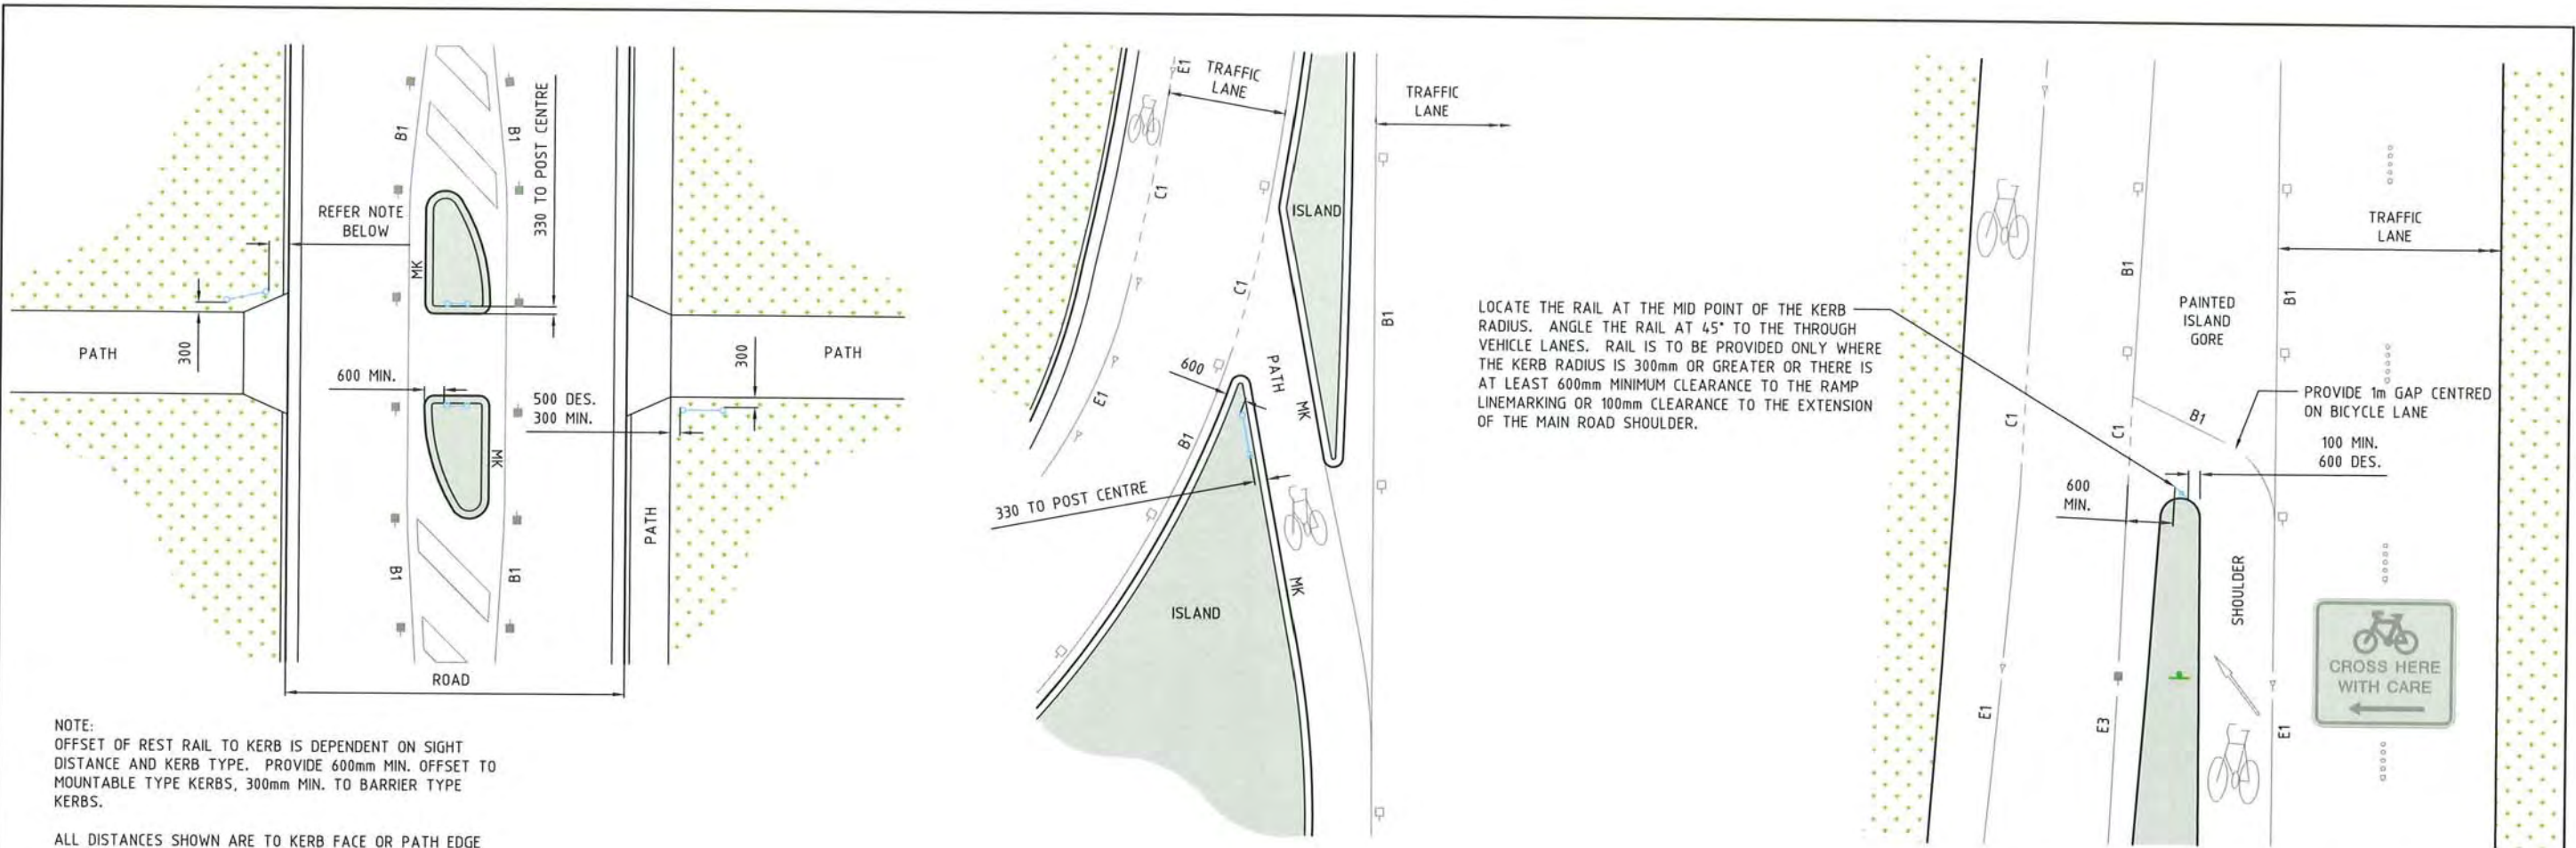 B1
B1
330 TO POST CENTRE
REFER NOTE
BELOW
MK
PATH
300
600 MIN.
500 DES.
300 MIN.
300
PATH
MK
PATH
B1
B1
ROAD
NOTE:
OFFSET OF REST RAIL TO KERB IS DEPENDENT ON SIGHT
DISTANCE AND KERB TYPE. PROVIDE 600mm MIN. OFFSET TO
MOUNTABLE TYPE KERBS, 300mm MIN. TO BARRIER TYPE
KERBS.
ALL DISTANCES SHOWN ARE TO KERB FACE OR PATH EDGE
E1
TRAFFIC
LANE
TRAFFIC
LANE
C1
ISLAND
C1
B1
600
PATH
MK
E1
B1
330 TO POST CENTRE
MK
ISLAND
LOCATE THE RAIL AT THE MID POINT OF THE KERB
RADIUS. ANGLE THE RAIL AT 45° TO THE THROUGH
VEHICLE LANES. RAIL IS TO BE PROVIDED ONLY WHERE
THE KERB RADIUS IS 300mm OR GREATER OR THERE IS
AT LEAST 600mm MINIMUM CLEARANCE TO THE RAMP
LINEMARKING OR 100mm CLEARANCE TO THE EXTENSION
OF THE MAIN ROAD SHOULDER.
TRAFFIC
LANE
B1
PAINTED
ISLAND
GORE
B1
PROVIDE 1m GAP CENTRED
ON BICYCLE LANE
B1
C1
C1
100 MIN.
600 DES.
600
MIN.
SHOULDER
CROSS HERE
WITH CARE
E1
E3
E1